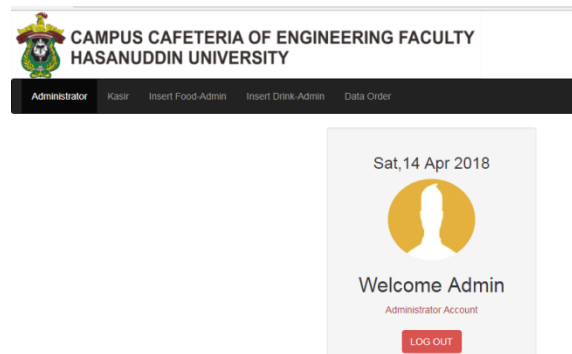 CAMPUS CAFETERIA OF ENGINEERING FACULTY
HASANUDDIN UNIVERSITY
Administrator Kasir Insert Food-Admin Insert Drink-Admin Data Order
Sat,14 Apr 2018
Welcome Admin
Administrator Account
LOG OUT